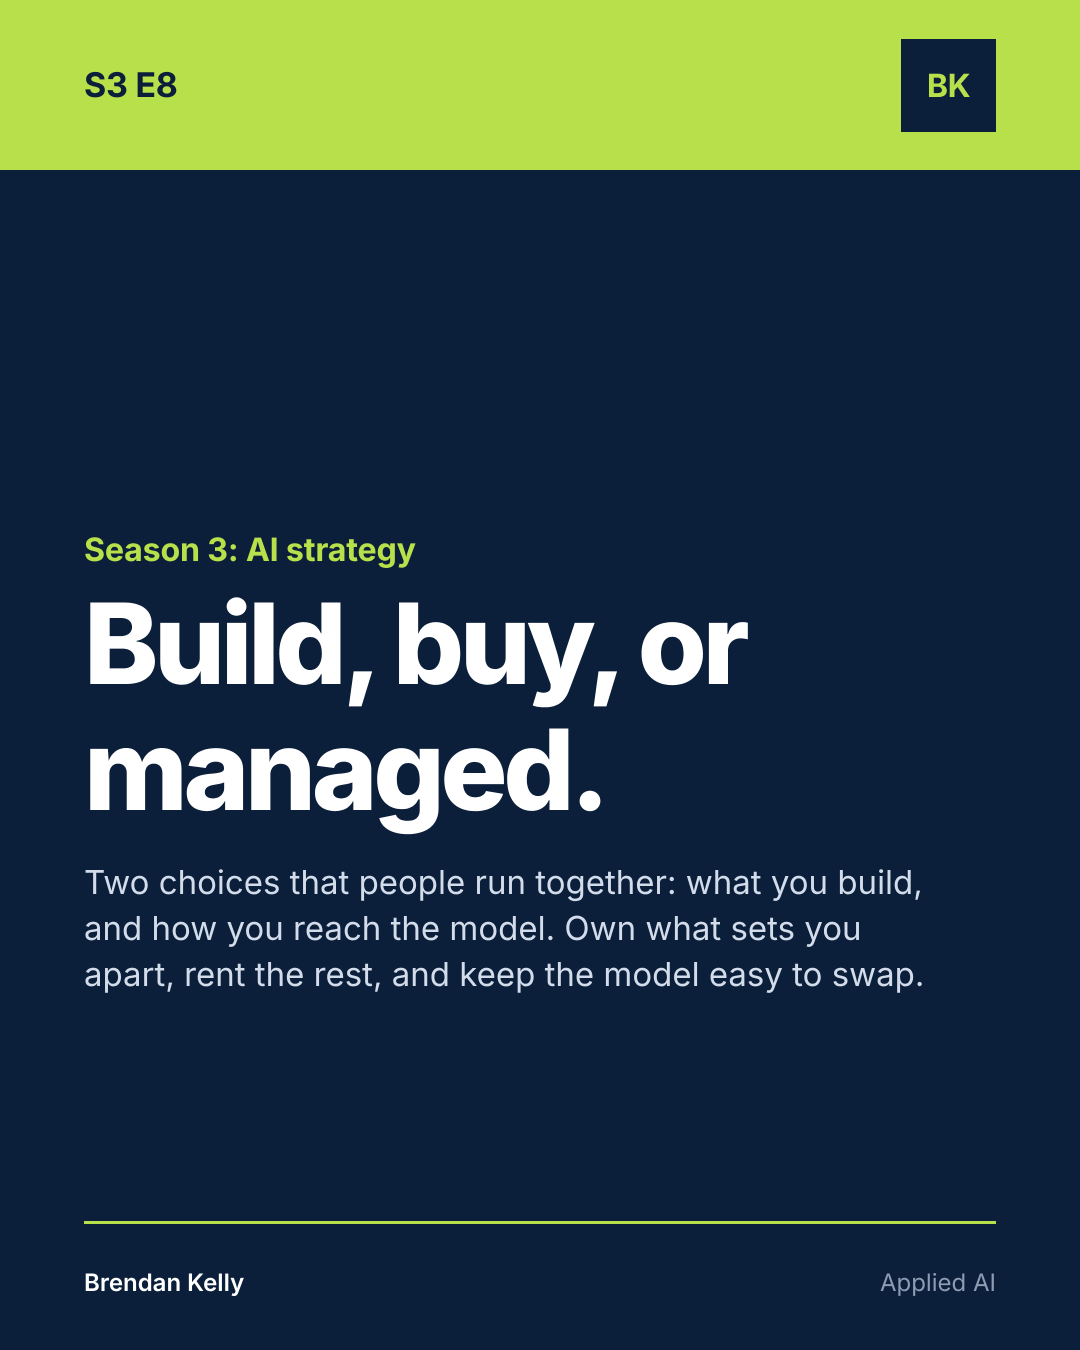 S3 E8
BK
Season 3: AI strategy
Build, buy, or
managed.
Two choices that people run together: what you build,
and how you reach the model. Own what sets you
apart, rent the rest, and keep the model easy to swap.
Brendan Kelly
Applied AI